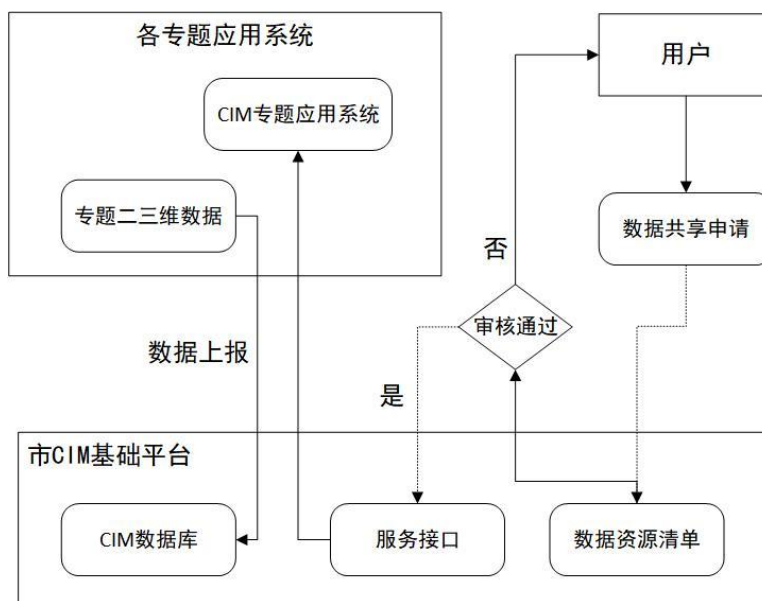 各专题应用系统
用户
CIM专题应用系统
专题二三维数据
数据共享申请
否
审核通过
数据上报
是
市CIM基础平台
CIM数据库
服务接口
数据资源清单